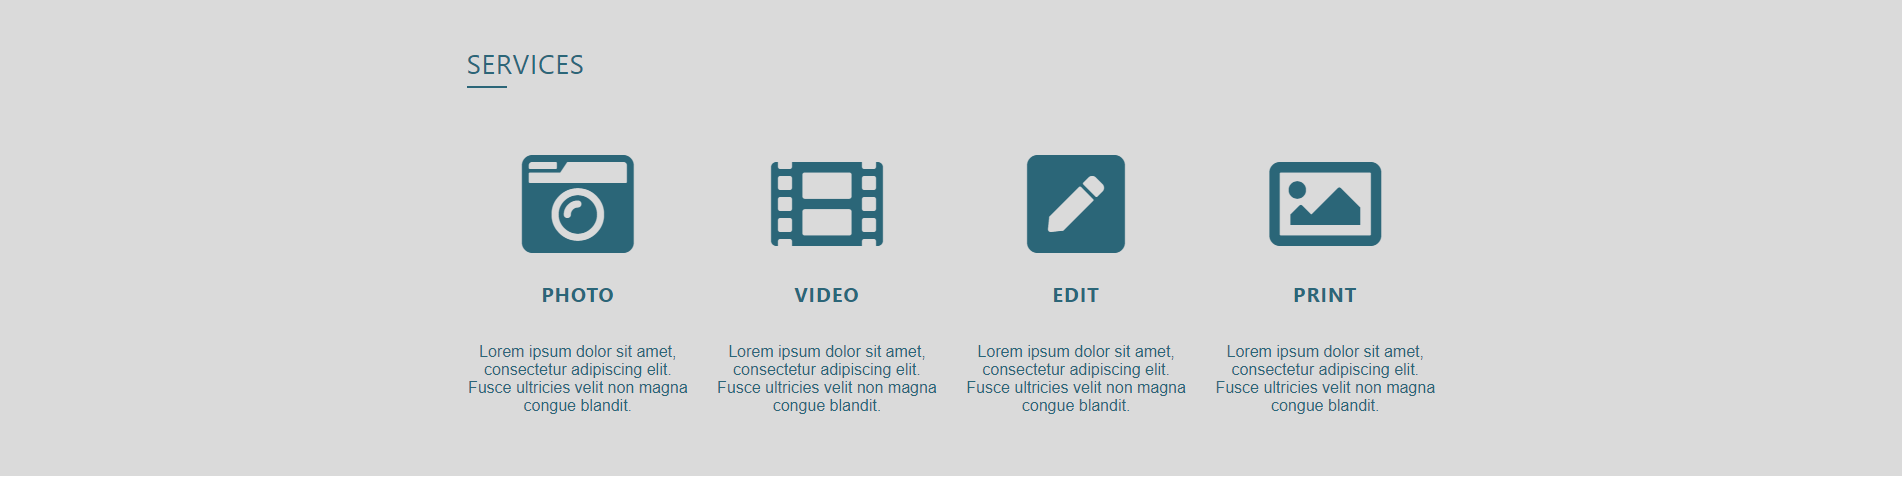 SERVICES
PHOTO
Lorem ipsum dolor sit amet,
consectetur adipiscing elit.
Fusce ultricies velit non magna
congue blandit.
VIDEO
Lorem ipsum dolor sit amet,
consectetur adipiscing elit.
Fusce ultricies velit non magna
congue blandit.
EDIT
Lorem ipsum dolor sit amet,
consectetur adipiscing elit.
Fusce ultricies velit non magna
congue blandit.
PRINT
Lorem ipsum dolor sit amet,
consectetur adipiscing elit.
Fusce ultricies velit non magna
congue blandit.